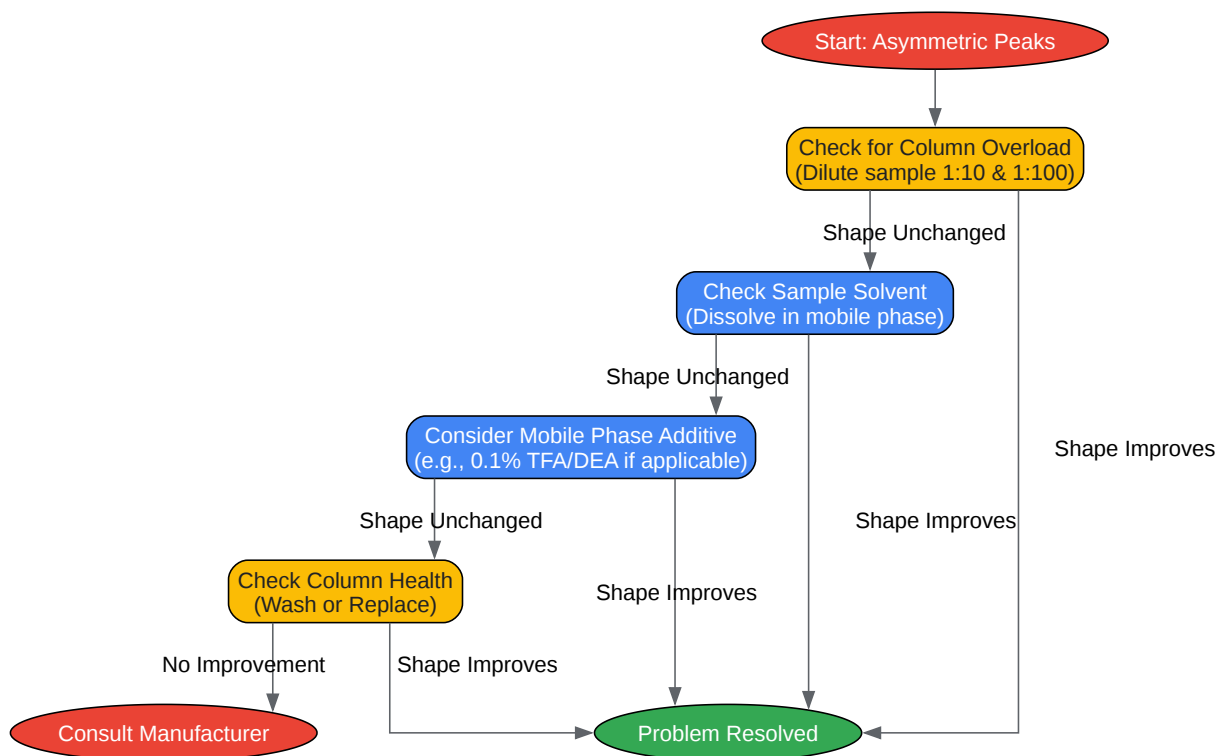 Start: Asymmetric Peaks
Check for Column Overload
(Dilute sample 1:10 & 1:100)
Shape Unchanged
Check Sample Solvent
(Dissolve in mobile phase)
Shape Unchanged
Consider Mobile Phase Additive
(e.g., 0.1% TFA/DEA if applicable)
Shape Improves
Shape Unchanged
Shape Improves
Check Column Health
(Wash or Replace)
Shape Improves
No Improvement
Shape Improves
Consult Manufacturer
Problem Resolved